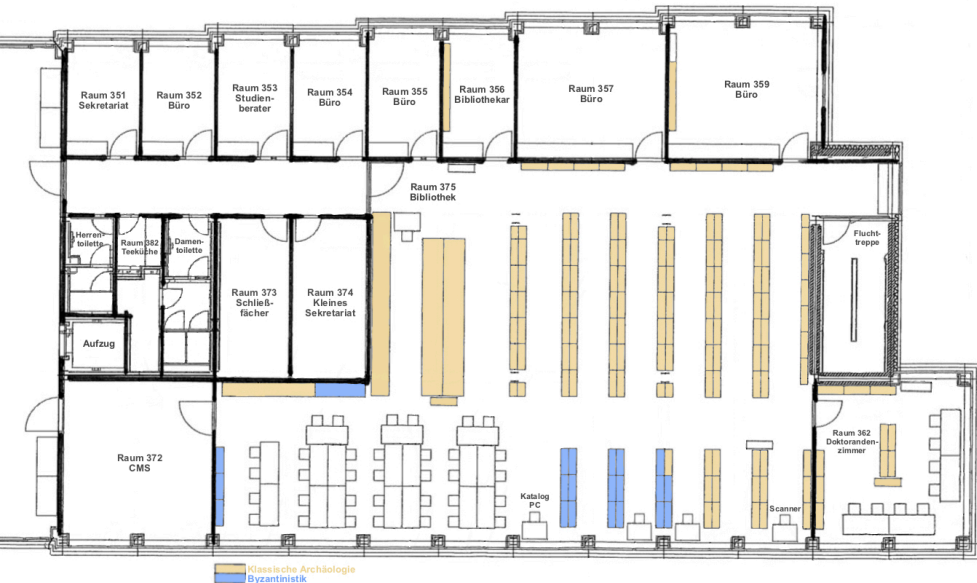 Raum 351
Sekretariat
Raum 352
Büro
Raum 353
Studien-
berater
Raum 354
Büro
Raum 355
Büro
Raum 356
Bibliothekar
Raum 357
Büro
Raum 359
Büro
Raum 375
Bibliothek
Herren-
toilette
Raum 382
Teeküche
Damen-
toilette
Raum 373
Schließ-
fächer
Raum 374
Kleines
Sekretariat
Flucht-
treppe
Aufzug
Raum 372
CMS
Raum 362
Doktoranden-
zimmer
Katalog
PC
Scanner
Klassische Archäologie
Byzantinistik